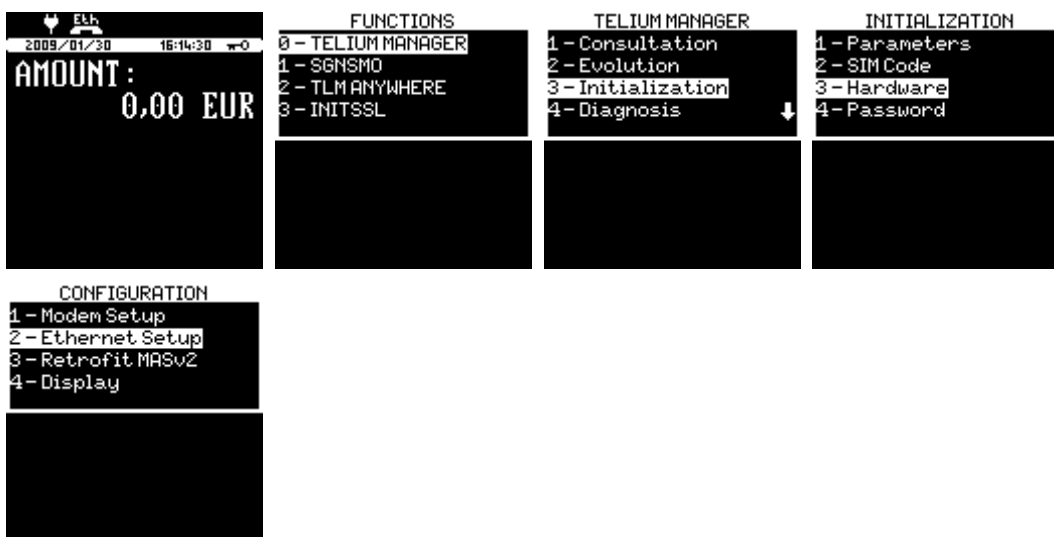 Eth
2009/01/30 16:14:30
AMOUNT:
0,00 EUR
FUNCTIONS
0-TELIUM MANAGER
1-SGNSMO
2-TLM ANYWHERE
3-INITSSL
TELIUM MANAGER
1-Consultation
2-Evolution
3-Initialization
4-Diagnosis
INITIALIZATION
1-Parameters
2-SIM Code
3-Hardware
4-Password
CONFIGURATION
1-Modem Setup
2-Ethernet Setup
3-Retrofit MASv2
4-Display